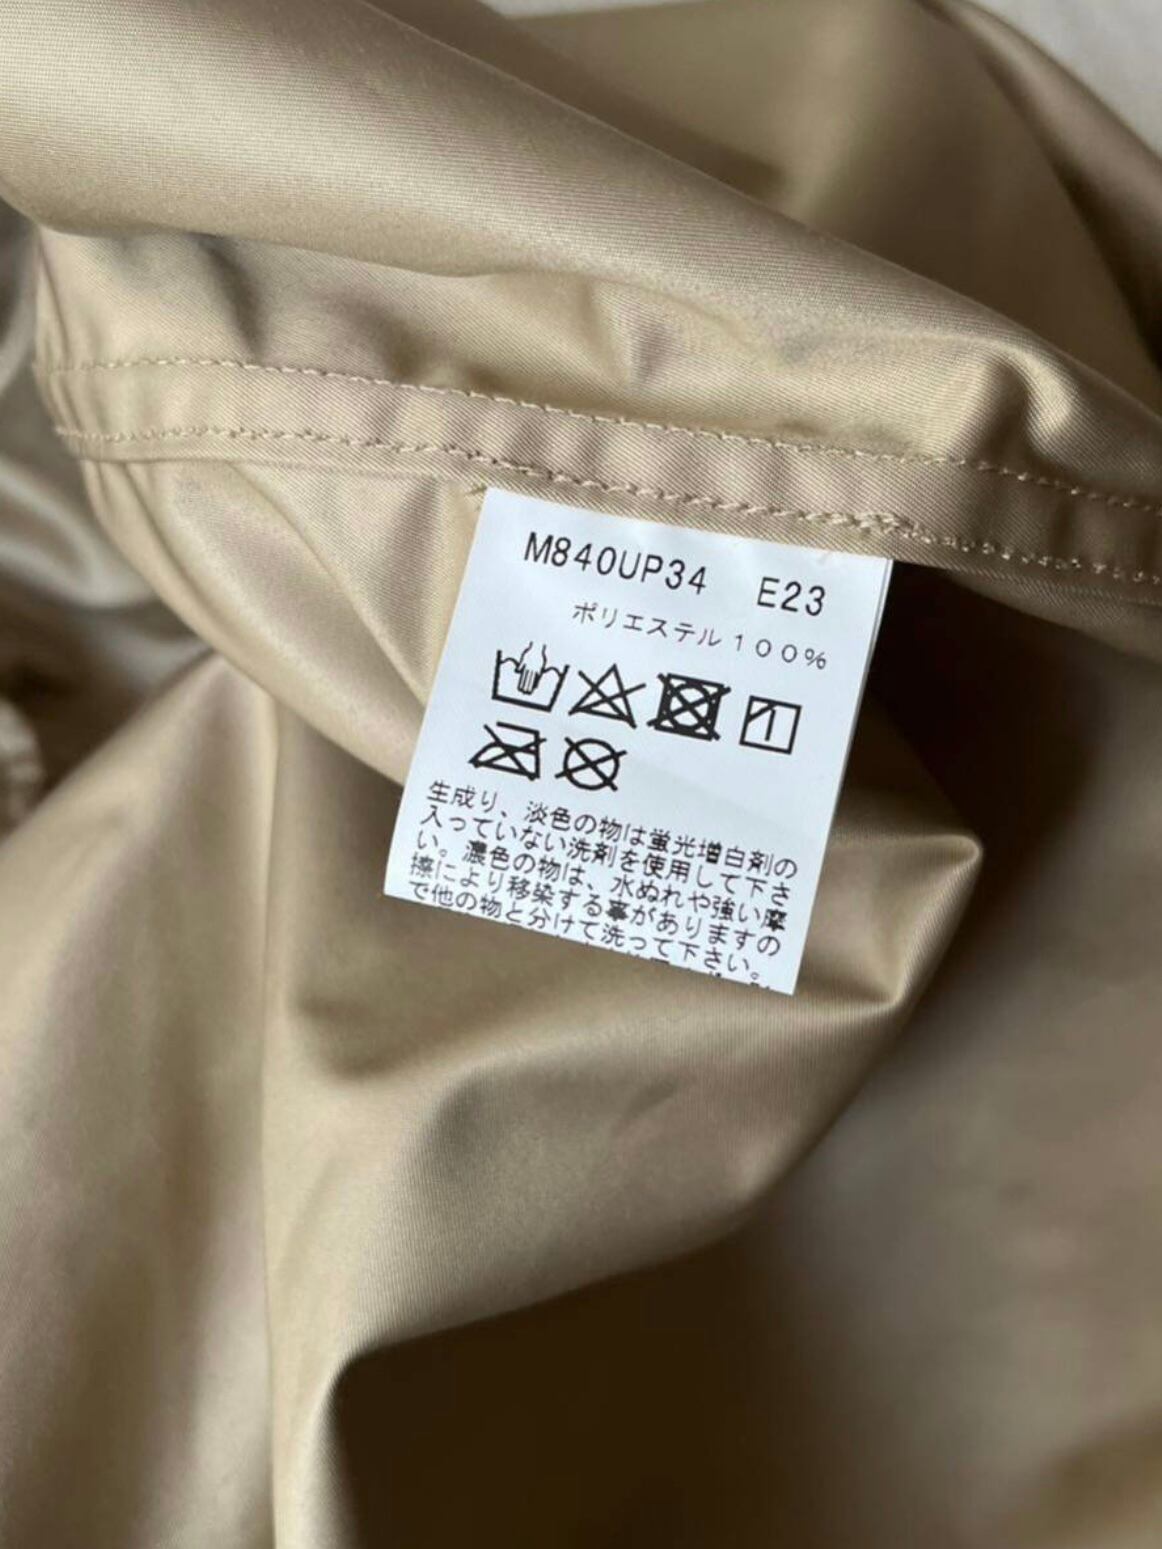 M840UP34 E23
ポリエステル100%
生成り、淡色の物は蛍光増白剤の
入っていない洗剤を使用して下さ
い。濃色の物は、水ぬれや強い摩
擦により移染する事がありますの
で他の物と分けて洗って下さい。